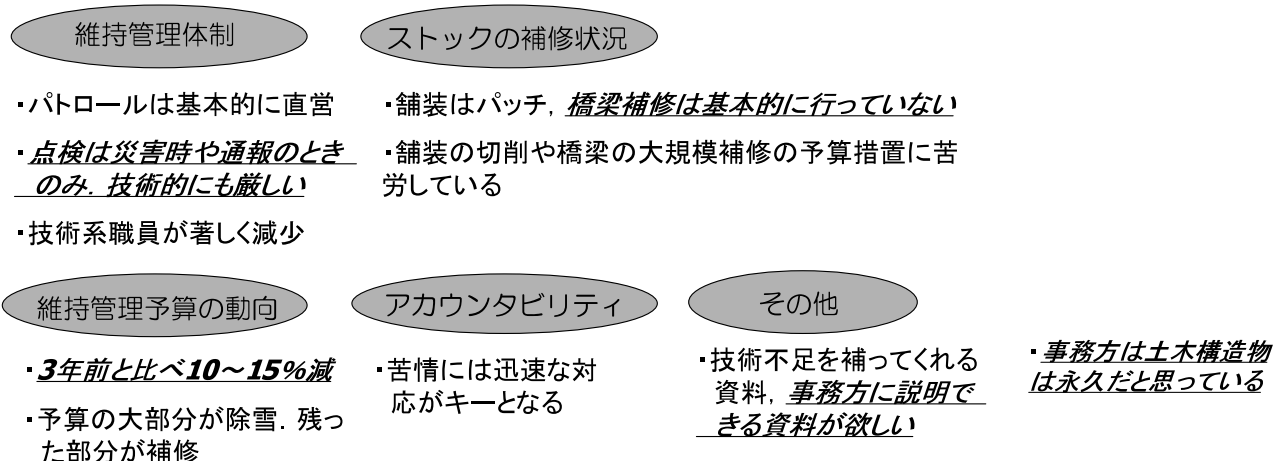 維持管理体制
・パトロールは基本的に直営
・点検は災害時や通報のとき
のみ．技術的にも厳しい
・技術系職員が著しく減少
ストックの補修状況
・舗装はパッチ，橋梁補修は基本的に行っていない
・舗装の切削や橋梁の大規模補修の予算措置に苦
労している
維持管理予算の動向
・3年前と比べ10～15%減
・予算の大部分が除雪．残っ
た部分が補修
アカウンタビリティ
・苦情には迅速な対
応がキーとなる
その他
・技術不足を補ってくれる
資料，事務方に説明で
きる資料が欲しい
・事務方は土木構造物
は永久だと思っている